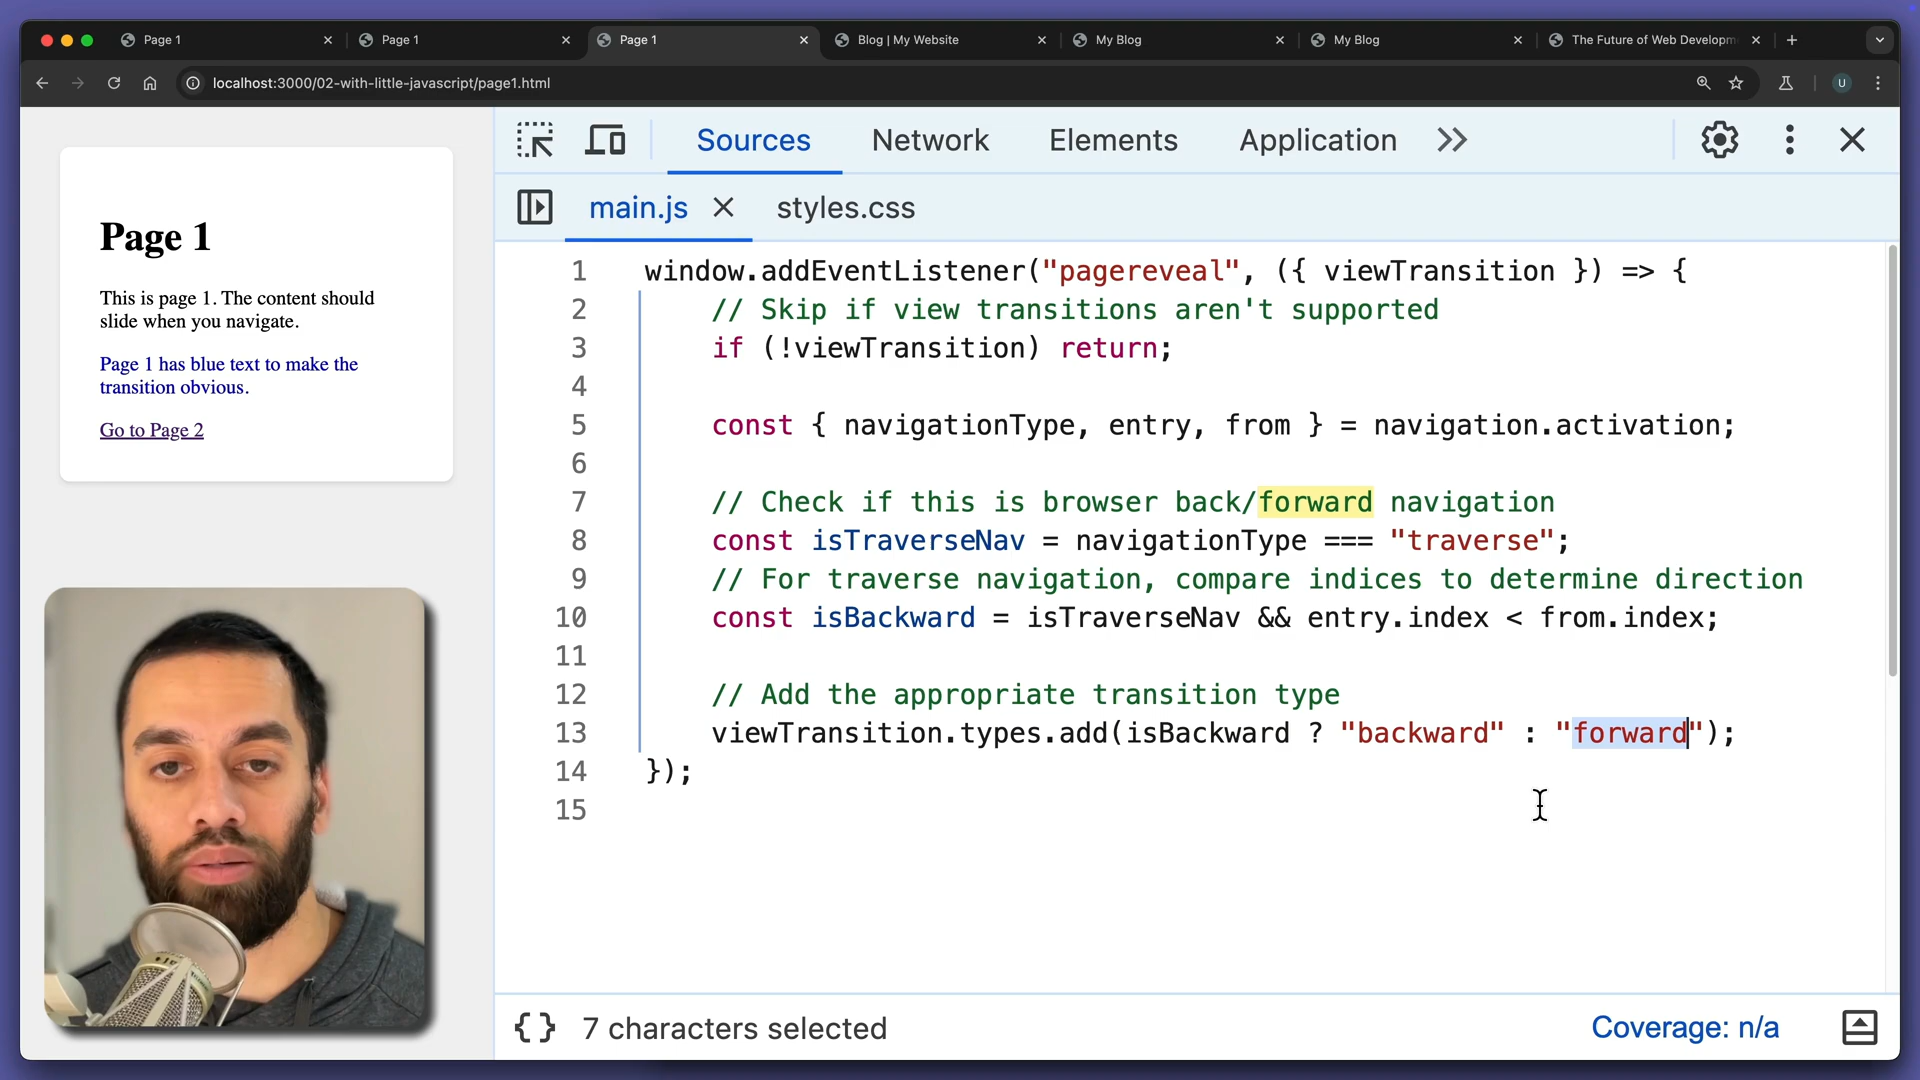 Page 1
Page 1
Page 1
Blog | My Website
My Blog
My Blog
The Future of Web Developm
localhost:3000/02-with-little-javascript/page1.html
U
Page 1
This is page 1. The content should
slide when you navigate.
Page 1 has blue text to make the
transition obvious.
Go to Page 2
Sources
Network
Elements
Application
main.js
styles.css
1 window.addEventListener("pagereveal", ({ viewTransition }) => {
2 // Skip if view transitions aren't supported
3 if (!viewTransition) return;
4
5 const { navigationType, entry, from } = navigation.activation;
6
7 // Check if this is browser back/forward navigation
8 const isTraverseNav = navigationType === "traverse";
9 // For traverse navigation, compare indices to determine direction
10 const isBackward = isTraverseNav && entry.index < from.index;
11
12 // Add the appropriate transition type
13 viewTransition.types.add(isBackward ? "backward" : "forward");
14 });
15
{ } 7 characters selected
Coverage: n/a